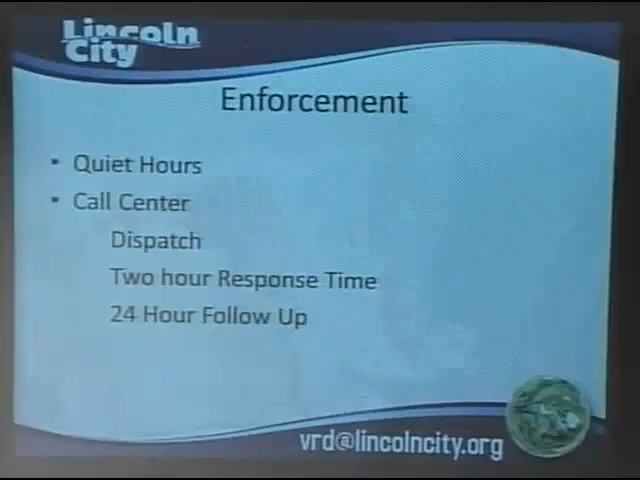 Lincoln
City
Enforcement
• Quiet Hours
• Call Center
Dispatch
Two hour Response Time
24 Hour Follow Up
vrd@lincolncity.org